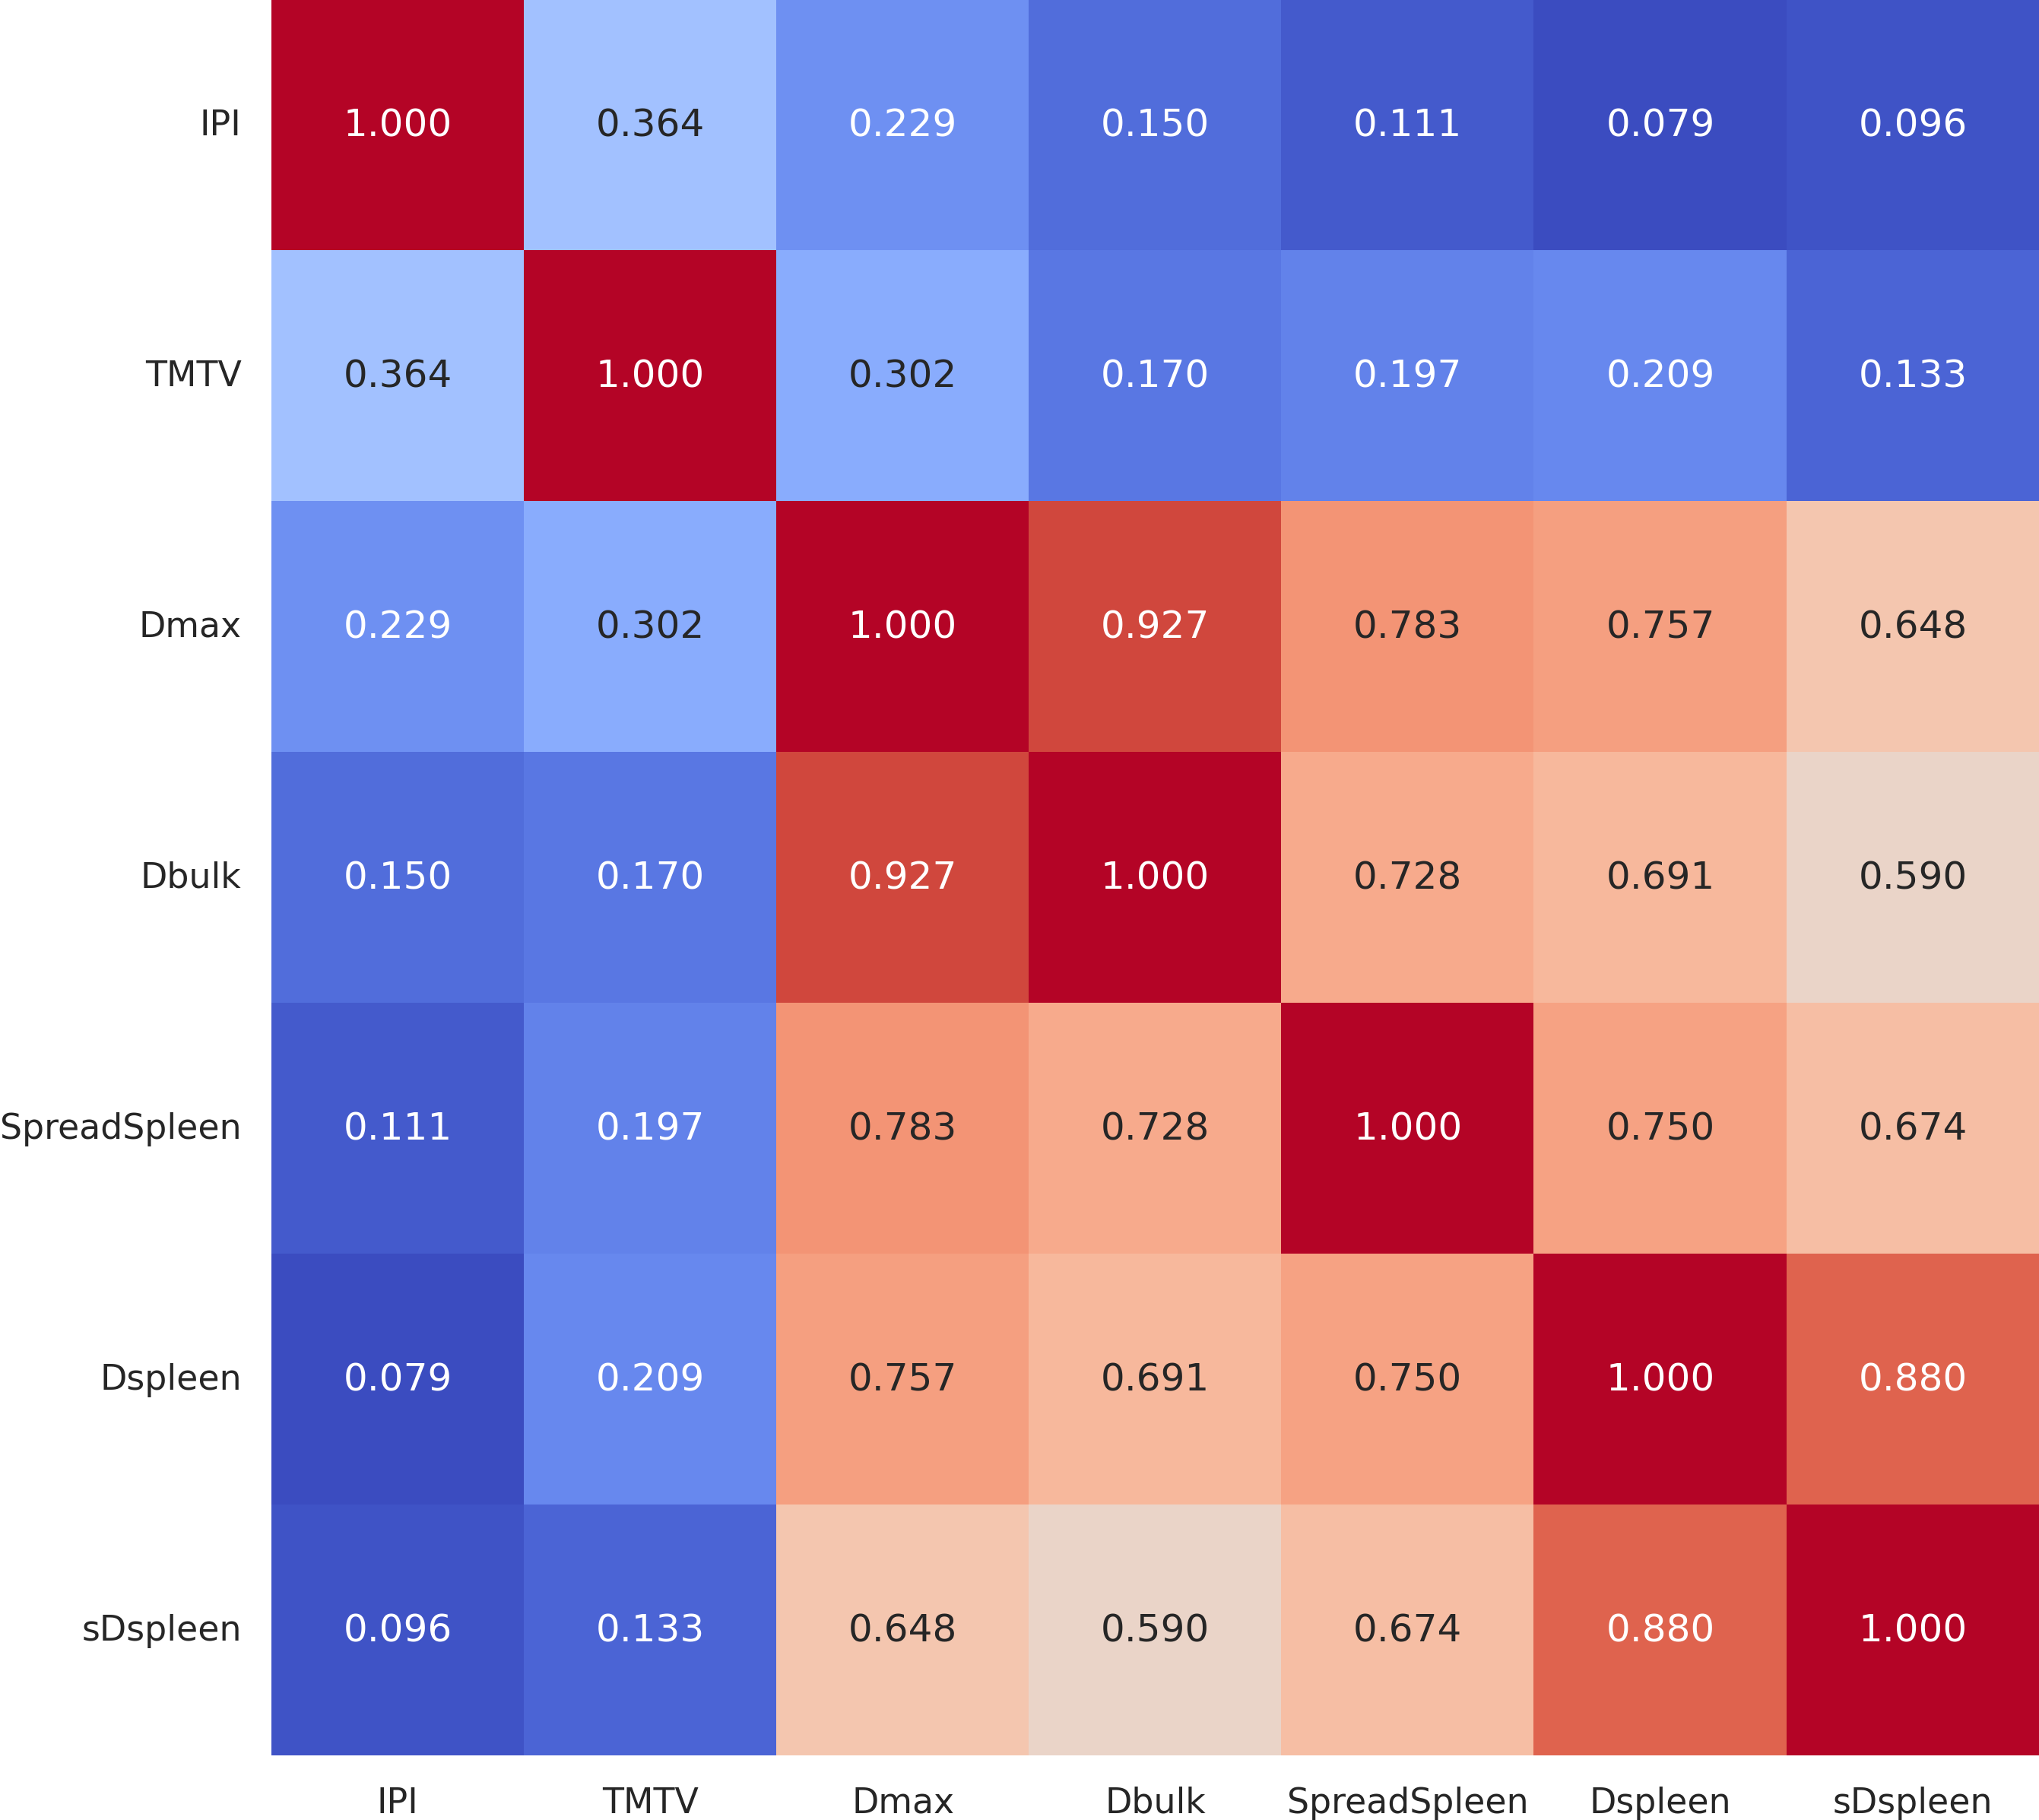 IPI 1.000 0.364 0.229 0.150 0.111 0.079 0.096
TMTV 0.364 1.000 0.302 0.170 0.197 0.209 0.133
Dmax 0.229 0.302 1.000 0.927 0.783 0.757 0.648
Dbulk 0.150 0.170 0.927 1.000 0.728 0.691 0.590
SpreadSpleen 0.111 0.197 0.783 0.728 1.000 0.750 0.674
Dspleen 0.079 0.209 0.757 0.691 0.750 1.000 0.880
sDspleen 0.096 0.133 0.648 0.590 0.674 0.880 1.000
IPI TMTV Dmax Dbulk SpreadSpleen Dspleen sDspleen